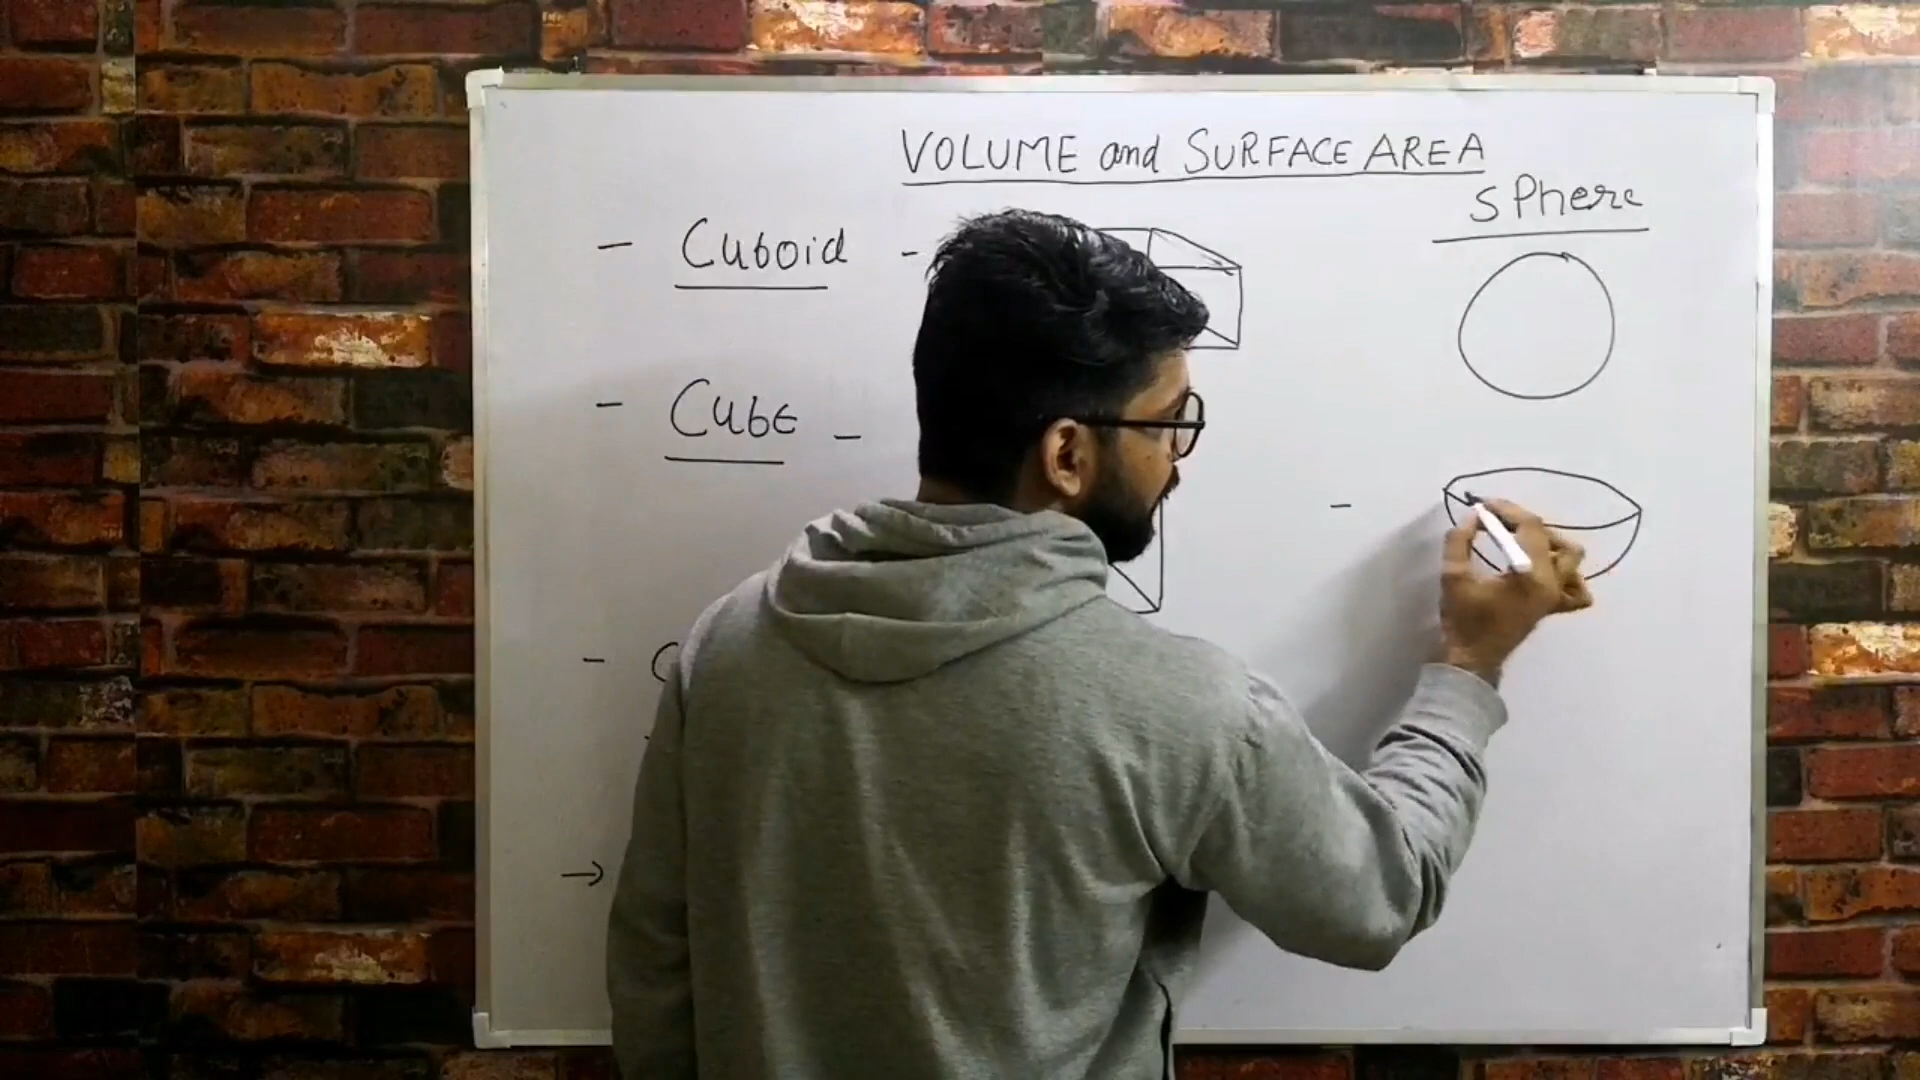 VOLUME and SURFACE AREA
SPhere
- Cuboid -
- CubE -
-
- C
→